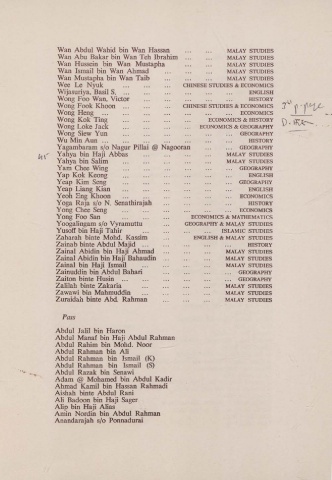 Wan Abdul Wahid bin Wan Hassan ... ... MALAY STUDIES
Wan Abu Bakar bin Wan Teh Ibrahim ... ... MALAY STUDIES
Wan Hussein bin Wan Mustapha ... ... MALAY STUDIES
Wan Ismail bin Wan Ahmad ... ... MALAY STUDIES
Wan Mustapha bin Wan Taib ... ... MALAY STUDIES
Wee Le Nyuk ... ... CHINESE STUDIES & ECONOMICS
Wijasuriya, Basil S. ... ... ... ... ENGLISH
Wong Foo Wan, Victor ... ... ... ... HISTORY
Wong Fook Khoon ... ... CHINESE STUDIES & ECONOMICS
Wong Heng ... ... ... ... ECONOMICS
Wong Kok Ting ... ... ... ECONOMICS & HISTORY
Wong Loke Jack ... ... ECONOMICS & GEOGRAPHY
Wong Siew Yun ... ... ... ... GEOGRAPHY
Wu Min Aun ... ... ... ... HISTORY
Yagambaram s/o Nagur Pillai @ Nagooran ... GEOGRAPHY
Yahya bin Haji Abbas ... ... ... MALAY STUDIES
Yahya bin Salim ... ... ... MALAY STUDIES
Yam Chee Wing ... ... ... ... GEOGRAPHY
Yap Kok Keong ... ... ... ... ENGLISH
Yeap Kim Song ... ... ... ... GEOGRAPHY
Yeap Liang Kian ... ... ... ... ENGLISH
Yeoh Eng Khuon ... ... ... ... ECONOMICS
Yoga Raja s/o N. Senathirajah ... ... ... HISTORY
Yong Chee Seng ... ... ... ... ECONOMICS
Yong Foo San ... ... ECONOMICS & MATHEMATICS
Yoogalingam s/o Vyramuttu ... GEOGRAPHY & MALAY STUDIES
Yusoff bin Haji Tahir ... ... ... ISLAMIC STUDIES
Zabarah binte Mohd. Kassim ... ENGLISH & MALAY STUDIES
Zainab binte Abdul Majid ... ... ... HISTORY
Zainal Abidin bin Haji Ahmad ... ... MALAY STUDIES
Zainal Abidin bin Haji Bahaudin ... ... MALAY STUDIES
Zainal bin Haji Ismail ... ... ... MALAY STUDIES
Zainuddin bin Abdul Bahari ... ... ... GEOGRAPHY
Zaiton binte Husin ... ... ... ... GEOGRAPHY
Zalilah binte Zakaria ... ... ... MALAY STUDIES
Zawawi bin Mahmuddin ... ... ... MALAY STUDIES
Zuraidah binte Abd. Rahman ... ... ... MALAY STUDIES
Pass
Abdul Jalil bin Haron
Abdul Manaf bin Haji Abdul Rahman
Abdul Rahim bin Mohd. Noor
Abdul Rahman bin Ali
Abdul Rahman bin Ismail (K)
Abdul Rahman bin Ismail (S)
Abdul Razak bin Senawi
Adam @ Mohamed bin Abdul Kadir
Ahmad Kamil bin Hassan Rahmadi
Aishah binte Abdul Rani
Ali Badoon bin Haji Sager
Alip bin Haji Alias
Amin Nordin bin Abdul Rahman
Anandarajah s/o Ponnadurai